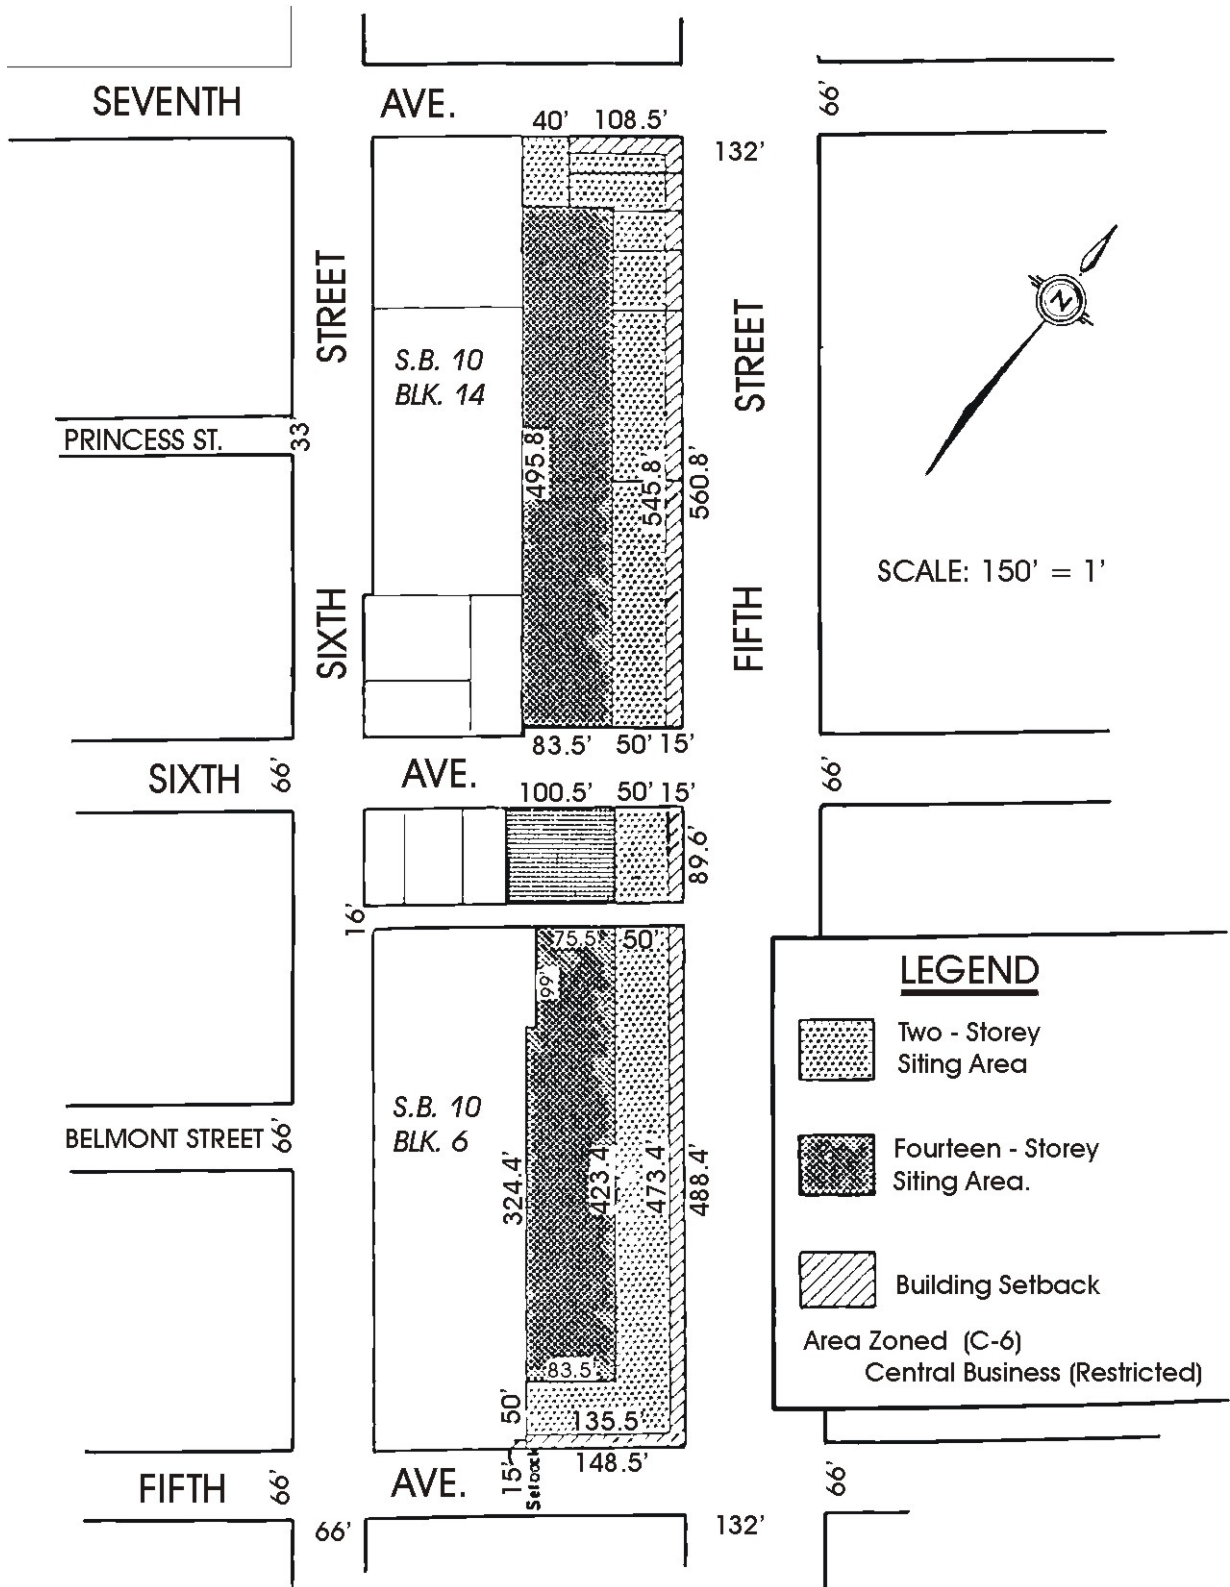 SEVENTH AVE.
66'
40' 108.5'
132'
STREET
STREET
N
S.B. 10
BLK. 14
PRINCESS ST.
33'
495.8'
545.8'
560.8'
SCALE: 150' = 1'
SIXTH
FIFTH
83.5' 50' 15'
SIXTH 66' AVE.
66'
100.5' 50' 15'
89.6'
16'
75.5' 50'
99'
LEGEND
Two - Storey
Siting Area
S.B. 10
BLK. 6
BELMONT STREET 66'
324.4'
423.4'
473.4'
488.4'
Fourteen - Storey
Siting Area.
Building Setback
Area Zoned (C-6)
Central Business (Restricted)
83.5'
50'
135.5'
148.5'
15'
Setback
FIFTH 66' AVE.
66'
66'
132'